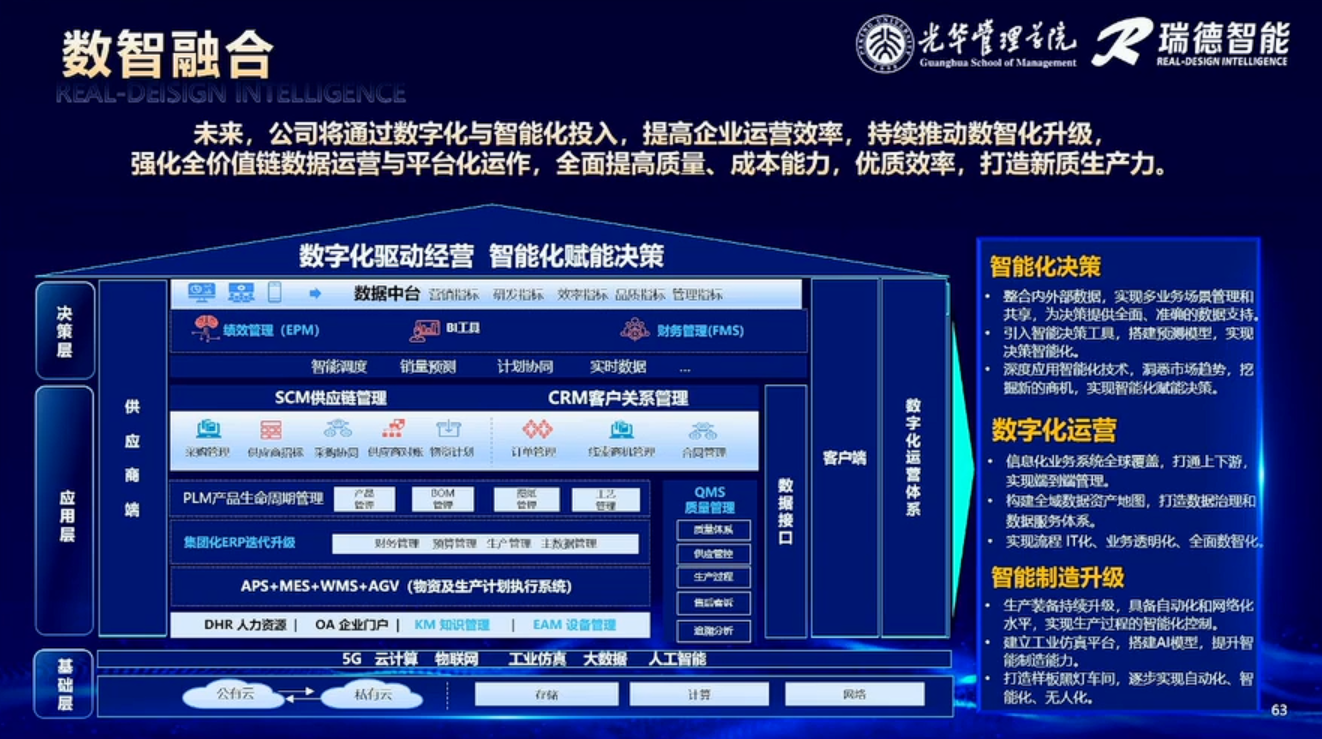 数智融合
REAL-DEISIGN INTELLIGENCE
光华管理学院
Guanghua School of Management
瑞德智能
REAL-DESIGN INTELLIGENCE
未来，公司将通过数字化与智能化投入，提高企业运营效率，持续推动数智化升级，
强化全价值链数据运营与平台化运作，全面提高质量、成本能力，优质效率，打造新质生产力。
数字化驱动经营 智能化赋能决策
决策层
应用层
基础层
供应商端
数据中台 营销指标 研发指标 效率指标 品质指标 管理指标
绩效管理（EPM） BI工具 财务管理(FMS)
智能调度 销量预测 计划协同 实时数据 ...
SCM供应链管理 CRM客户关系管理
采购管理 供应商招标 采购协同 供应商对账 物资计划 订单管理 线索商机管理 合同管理
PLM产品生命周期管理
产品管理
BOM管理
图纸管理
工艺管理
集团化ERP迭代升级 财务管理 预算管理 生产管理 主数据管理
APS+MES+WMS+AGV（物资及生产计划执行系统)
DHR 人力资源 | OA 企业门户 | KM 知识管理 | EAM 设备管理
QMS
质量管理
质量体系
供应管控
生产过程
售后客诉
追溯分析
数据接口
客户端
数字化运营体系
5G 云计算 物联网 工业仿真 大数据 人工智能
公有云 私有云 存储 计算 网络
智能化决策
• 整合内外部数据，实现多业务场景管理和
共享，为决策提供全面、准确的数据支持。
• 引入智能决策工具，搭建预测模型，实现
决策智能化。
• 深度应用智能化技术，洞悉市场趋势，挖
掘新的商机，实现智能化赋能决策。
数字化运营
• 信息化业务系统全球覆盖，打通上下游，
实现端到端管理。
• 构建全域数据资产地图，打造数据治理和
数据服务体系。
• 实现流程 IT化、业务透明化、全面数智化。
智能制造升级
• 生产装备持续升级，具备自动化和网络化
水平，实现生产过程的智能化控制。
• 建立工业仿真平台，搭建AI模型，提升智
能制造能力。
• 打造样板黑灯车间，逐步实现自动化、智
能化、无人化。
63